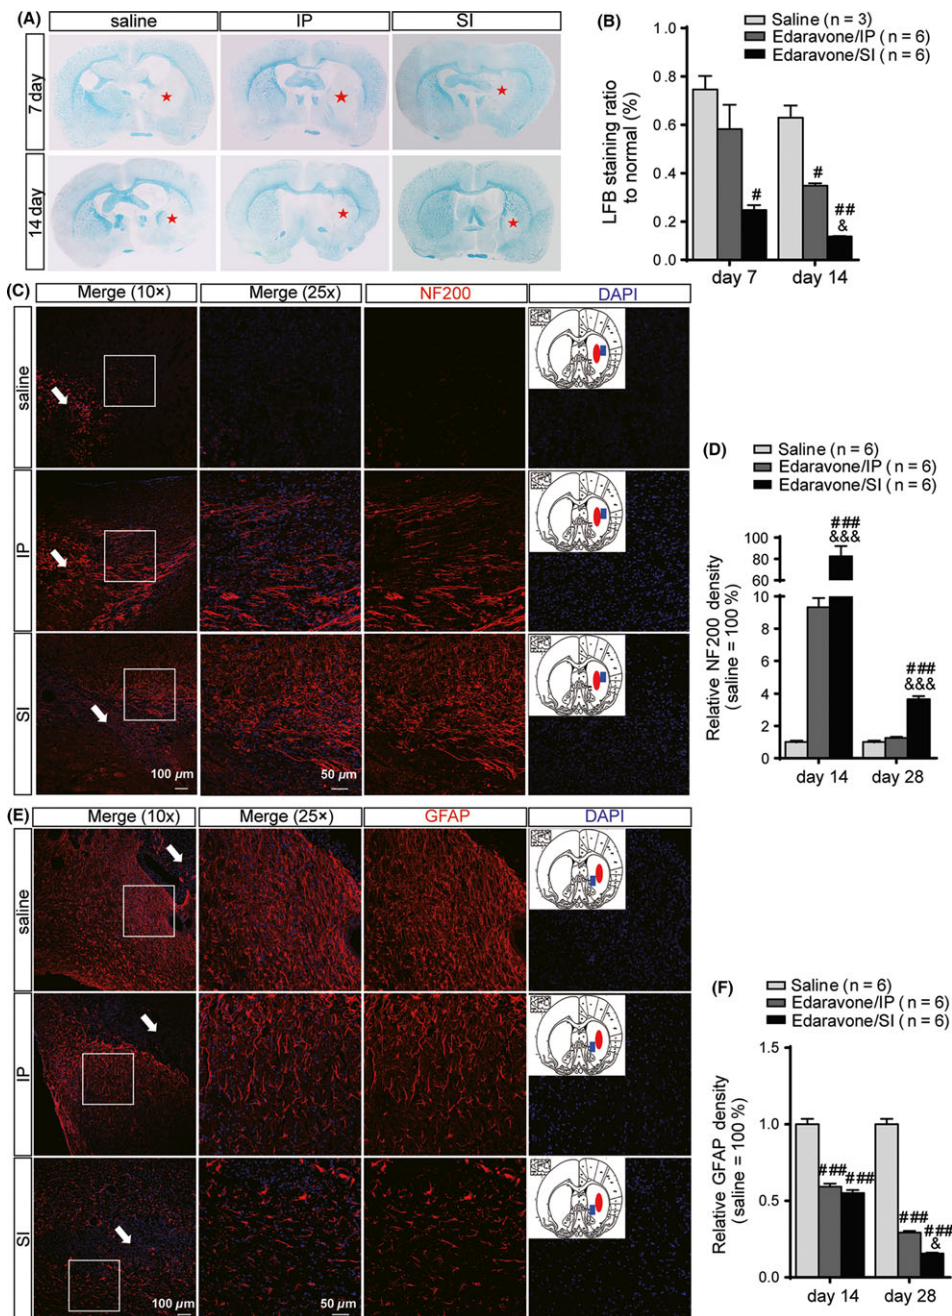 (A)
saline
IP
SI
7 day
14 day
(B)
Saline (n = 3)
Edaravone/IP (n = 6)
Edaravone/SI (n = 6)
LFB staining ratio
to normal (%)
0.8
0.6
0.4
0.2
0.0
#
#
##
&
day 7
day 14
(C)
Merge (10×)
Merge (25x)
NF200
DAPI
saline
IP
SI
100 µm
50 µm
(D)
Saline (n = 6)
Edaravone/IP (n = 6)
Edaravone/SI (n = 6)
Relative NF200 density
(saline = 100 %)
100
80
60
10
8
6
4
2
0
###
&&&
###
&&&
day 14
day 28
(E)
Merge (10x)
Merge (25×)
GFAP
DAPI
saline
IP
SI
100 µm
50 µm
(F)
Saline (n = 6)
Edaravone/IP (n = 6)
Edaravone/SI (n = 6)
Relative GFAP density
(saline = 100 %)
1.5
1.0
0.5
0.0
###
###
###
###
&
day 14
day 28